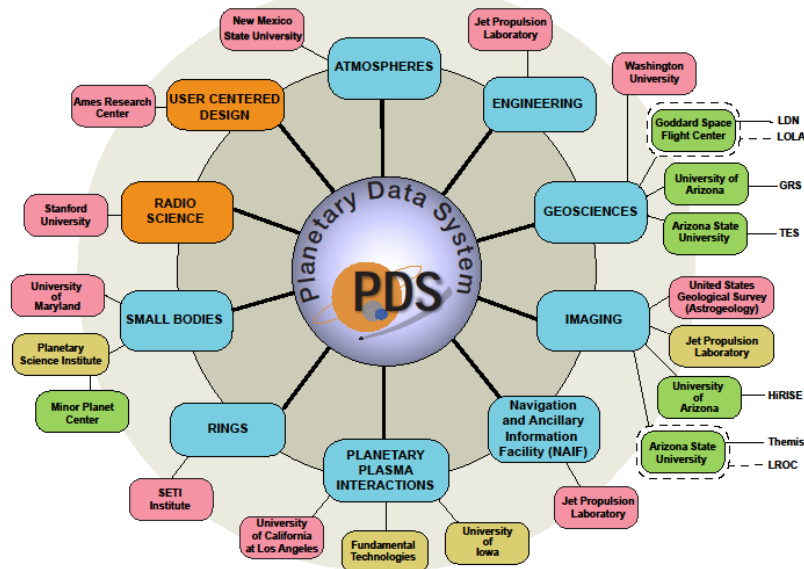 New Mexico
State University
Jet Propulsion
Laboratory
ATMOSPHERES
Washington
University
Ames Research
Center
USER CENTERED
DESIGN
ENGINEERING
Goddard Space
Flight Center
LDN
LOLA
Stanford
University
RADIO
SCIENCE
Planetary Data System
PDS
GEOSCIENCES
University of
Arizona
GRS
Arizona State
University
TES
University
of
Maryland
SMALL BODIES
IMAGING
United States
Geological Survey
(Astrogeology)
Planetary
Science Institute
Jet Propulsion
Laboratory
Minor Planet
Center
University
of
Arizona
HiRISE
RINGS
Navigation
and Ancillary
Information
Facility (NAIF)
Arizona State
University
Themis
LROC
PLANETARY
PLASMA
INTERACTIONS
SETI
Institute
Jet Propulsion
Laboratory
University
of California
at Los Angeles
Fundamental
Technologies
University
of
Iowa